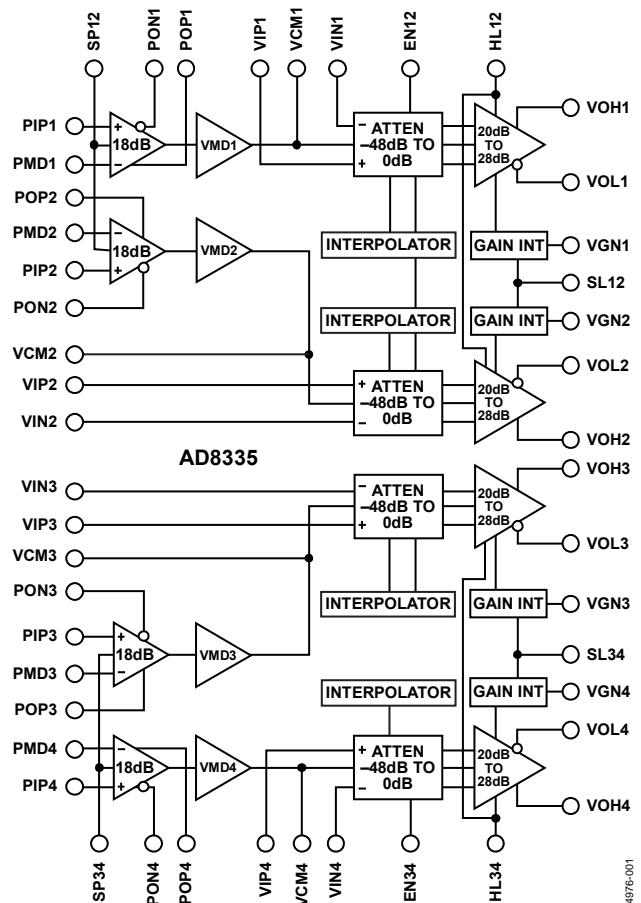 SP12
PON1
POP1
VIP1
VCM1
VIN1
EN12
HL12
PIP1
PMD1
POP2
PMD2
PIP2
PON2
VCM2
VIP2
VIN2
+
18dB
–
VMD1
–
ATTEN
–48dB TO
0dB
+
20dB
TO
28dB
VOH1
VOL1
–
18dB
+
VMD2
INTERPOLATOR
GAIN INT
VGN1
SL12
INTERPOLATOR
GAIN INT
VGN2
+
ATTEN
–48dB TO
0dB
–
20dB
TO
28dB
VOL2
VOH2
AD8335
VIN3
VIP3
VCM3
PON3
PIP3
PMD3
POP3
PMD4
PIP4
–
ATTEN
–48dB TO
0dB
+
20dB
TO
28dB
VOH3
VOL3
INTERPOLATOR
GAIN INT
VGN3
+
18dB
–
VMD3
SL34
INTERPOLATOR
GAIN INT
VGN4
–
18dB
+
VMD4
+
ATTEN
–48dB TO
0dB
–
20dB
TO
28dB
VOL4
VOH4
SP34
PON4
POP4
VIP4
VCM4
VIN4
EN34
HL34
4976-001